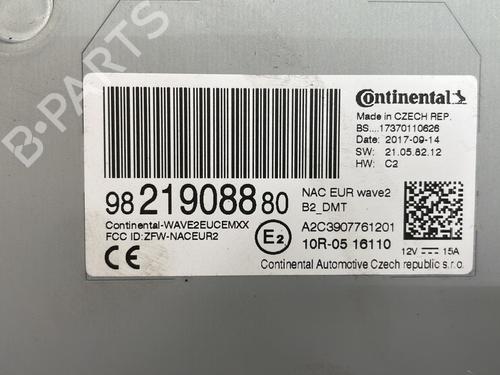 B-PARTS
Continental
Made in CZECH REP.
BS....17370110626
Date: 2017-09-14
SW: 21.05.62.12
HW: C2
98 219088 80
NAC EUR wave2
B2_DMT
Continental-WAVE2EUCEMXX
FCC ID:ZFW-NACEUR2
E2
A2C3907761201
10R-05 16110
12V 15A
CE
Continental Automotive Czech republic s.r.o.